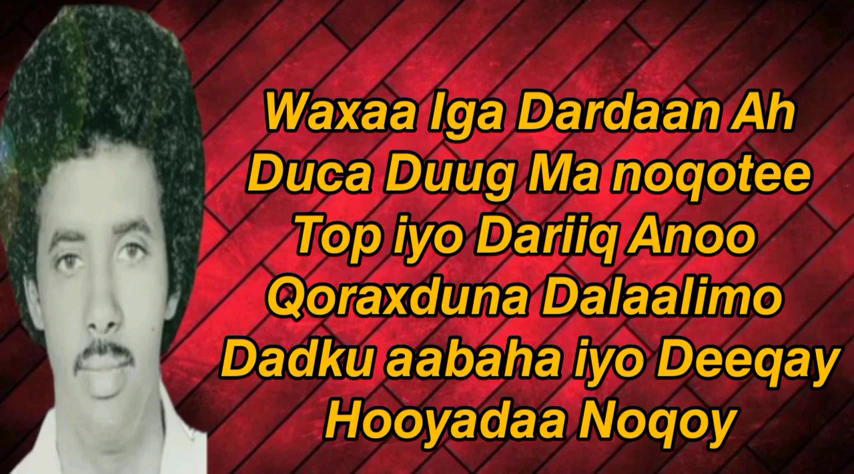 Waxaa Iga Dardaan Ah
Duca Duug Ma noqotee
Top iyo Dariiq Anoo
Qoraxduna Dalaalimo
Dadku aabaha iyo Deeqay
Hooyadaa Noqoy